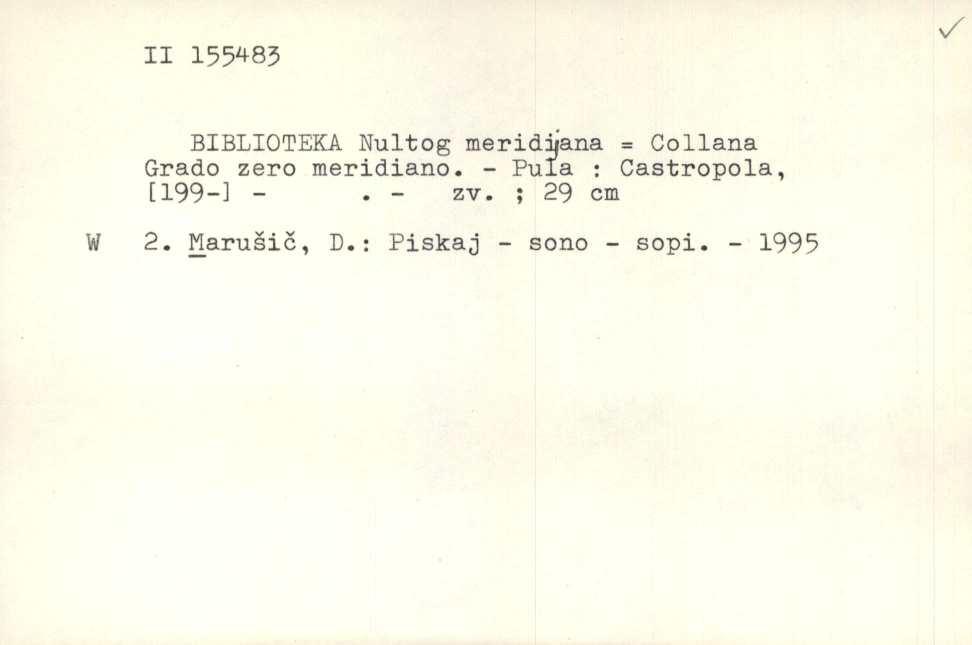 II 155483
BIBLIOTEKA Nultog meridijana = Collana
Grado zero meridiano. - Pula : Castropola,
[199-] - . - zv. ; 29 cm
W 2. Marušič, D.: Piskaj - sono - sopi. - 1995